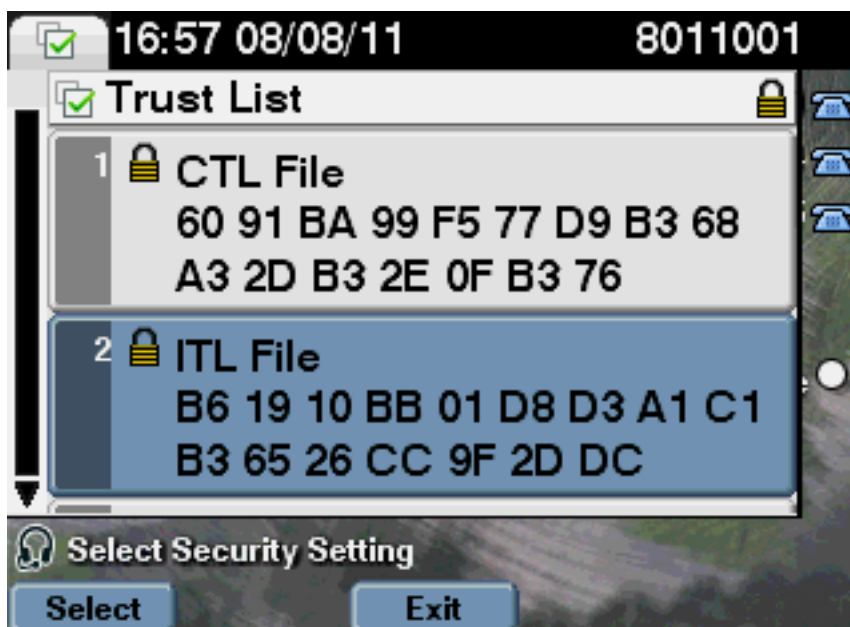 16:57 08/08/11 8011001
Trust List
1 CTL File
60 91 BA 99 F5 77 D9 B3 68
A3 2D B3 2E 0F B3 76
2 ITL File
B6 19 10 BB 01 D8 D3 A1 C1
B3 65 26 CC 9F 2D DC
Select Security Setting
Select Exit